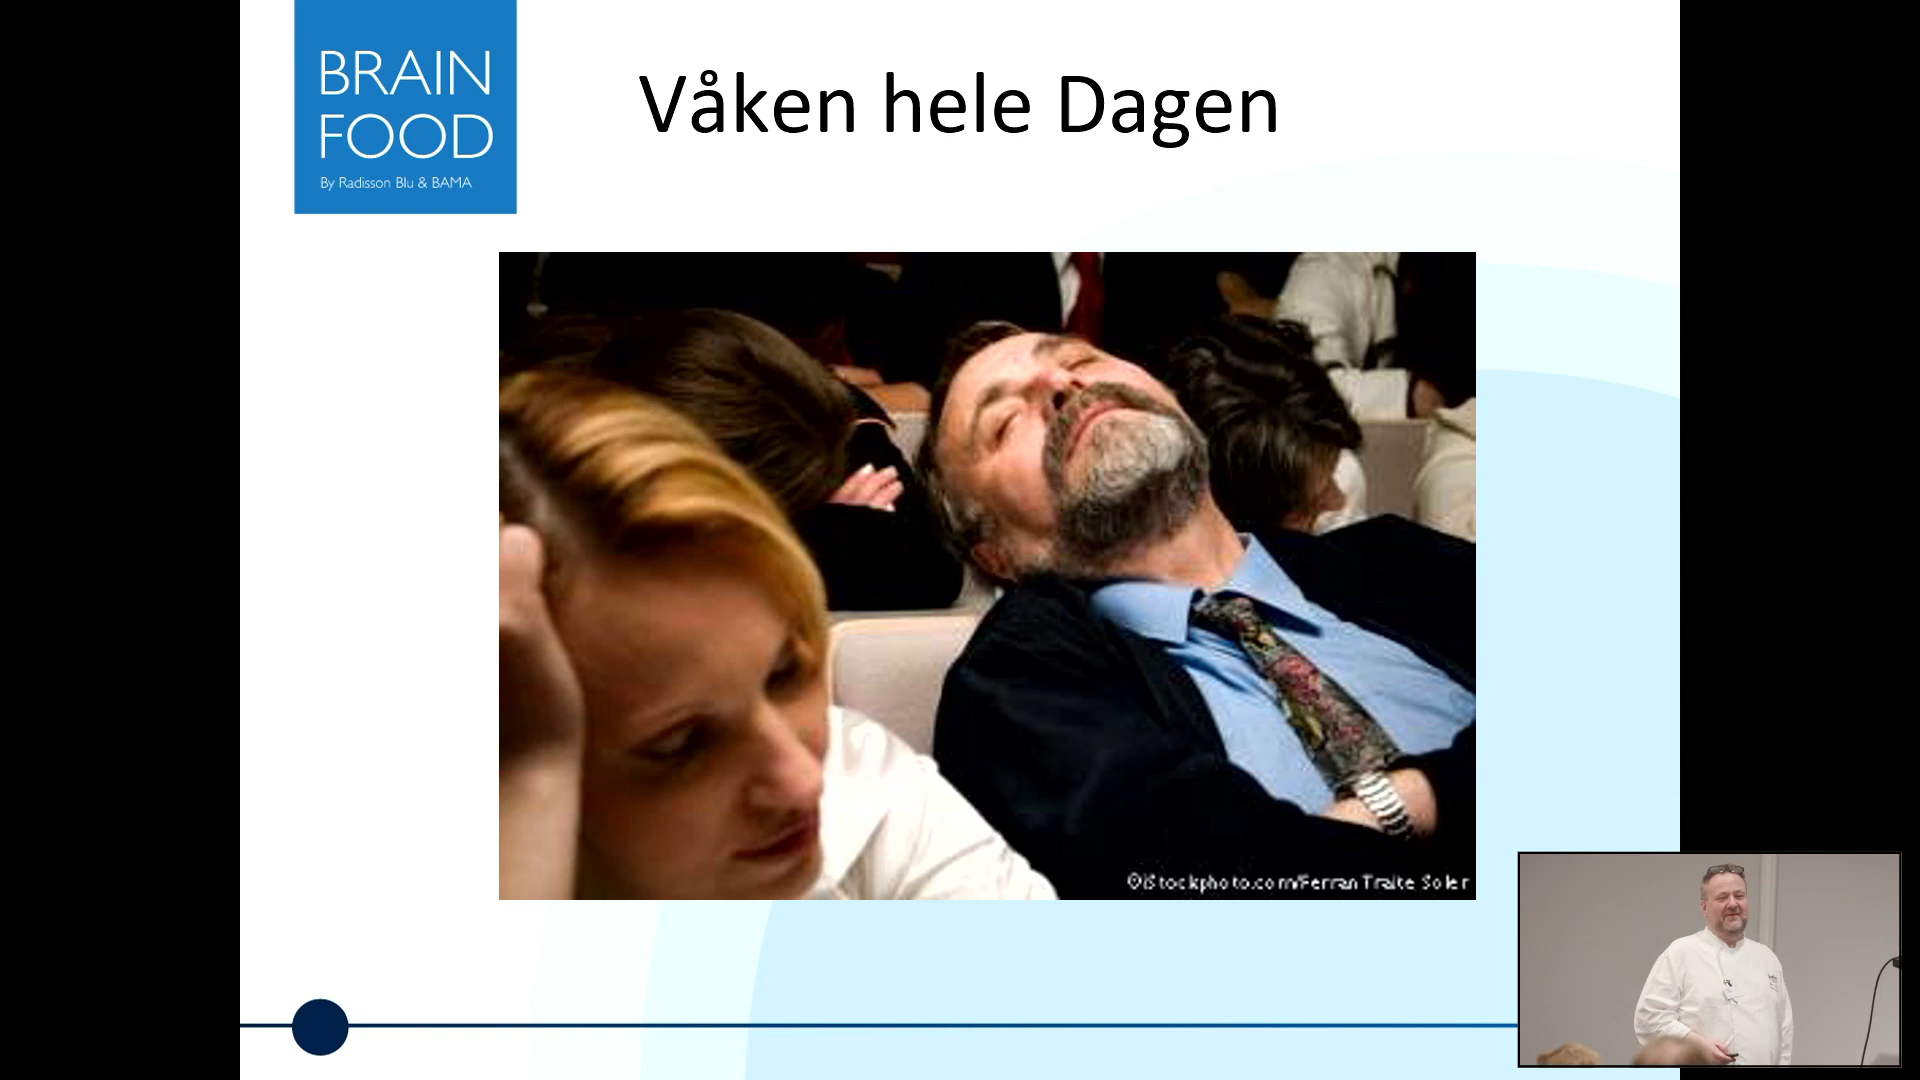 BRAIN
FOOD
By Radisson Blu & BAMA
Våken hele Dagen
©iStockphoto.com/Ferran Traite Soler